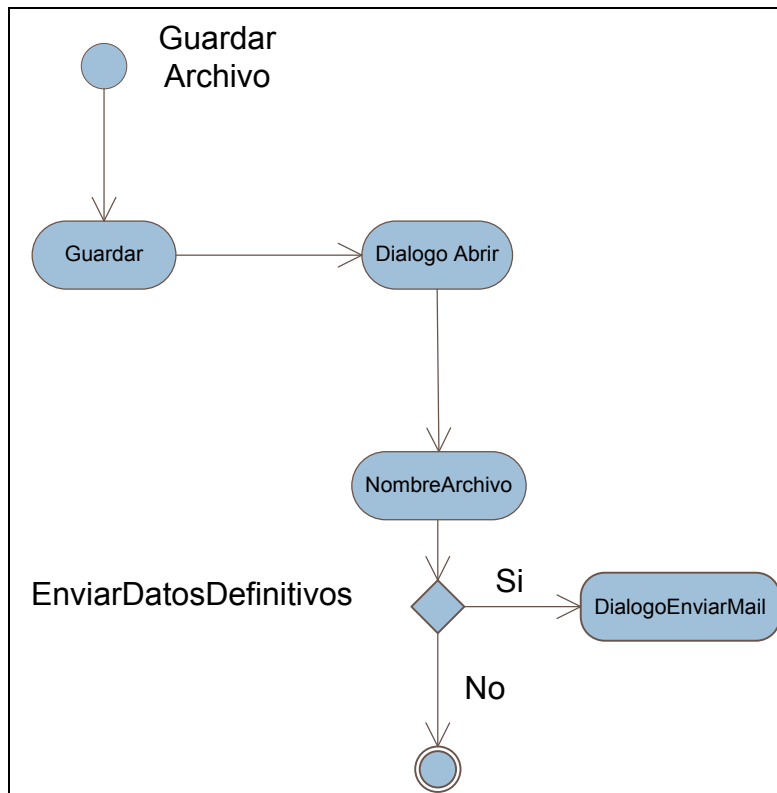 Guardar
Archivo
Guardar
Dialogo Abrir
NombreArchivo
EnviarDatosDefinitivos
Si
DialogoEnviarMail
No